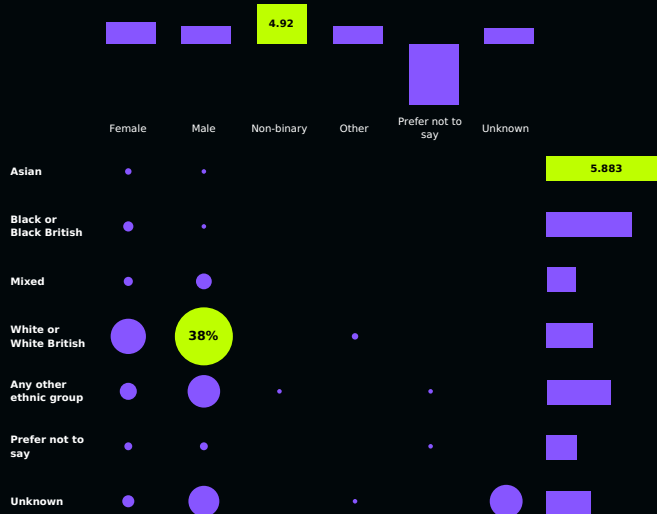 4.92
Female
Male
Non-binary
Other
Prefer not to
say
Unknown
Asian
5.883
Black or
Black British
Mixed
White or
White British
38%
Any other
ethnic group
Prefer not to
say
Unknown